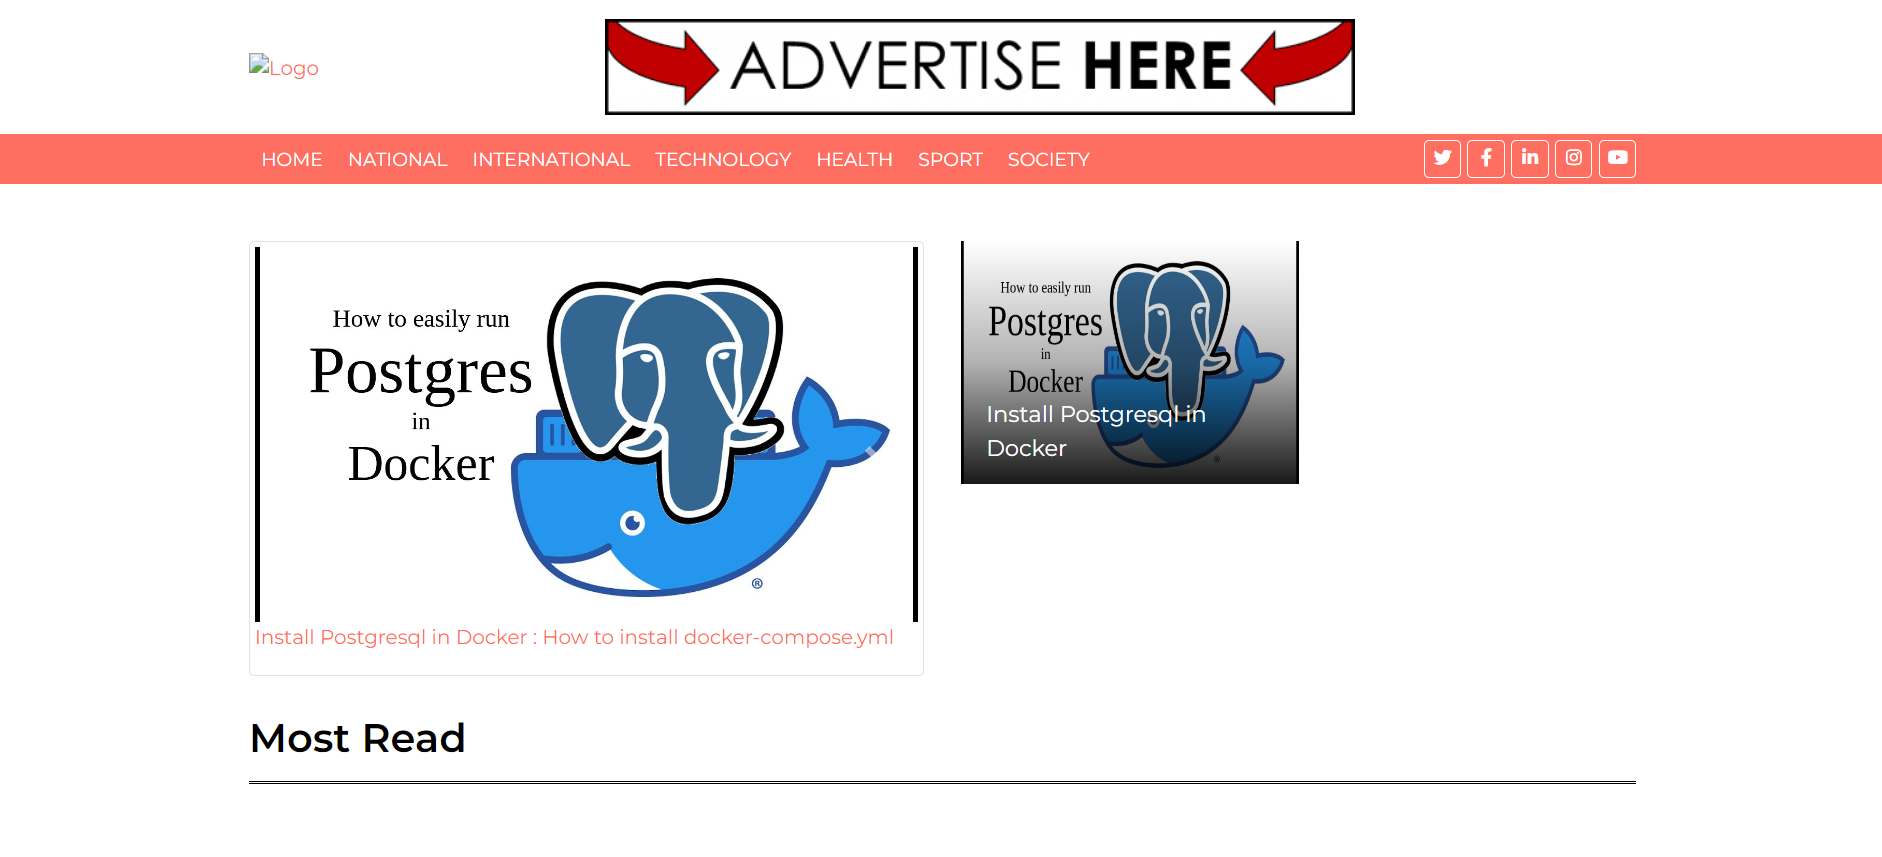 Logo
ADVERTISE HERE
HOME NATIONAL INTERNATIONAL TECHNOLOGY HEALTH SPORT SOCIETY
How to easily run
Postgres
in
Docker
®
Install Postgresql in Docker : How to install docker-compose.yml
How to easily run
Postgres
in
Docker
Install Postgresql in
Docker
®
Most Read